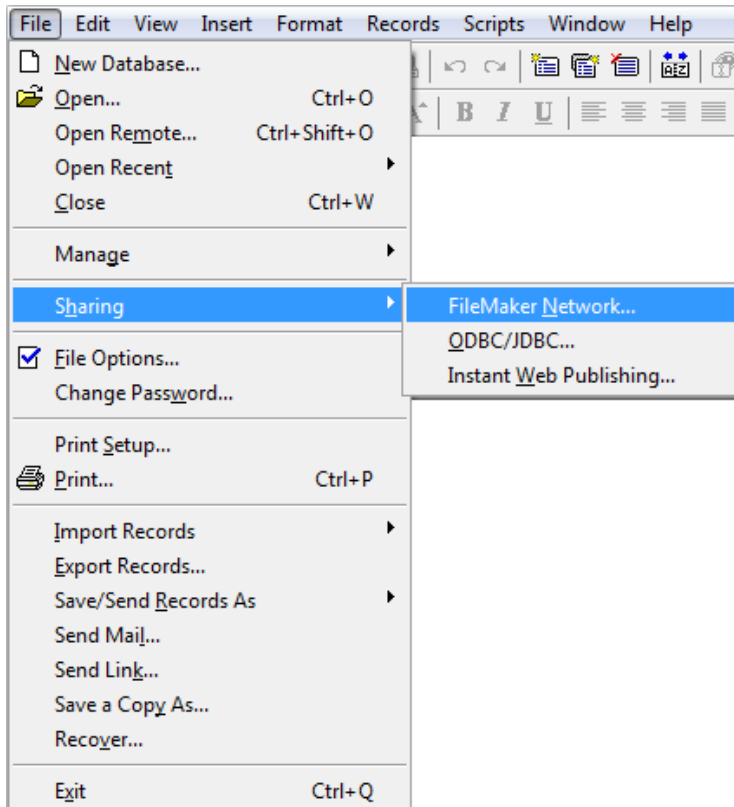 File Edit View Insert Format Records Scripts Window Help
New Database...
Open... Ctrl+O
Open Remote... Ctrl+Shift+O
Open Recent
Close Ctrl+W
Manage
Sharing
FileMaker Network...
ODBC/JDBC...
Instant Web Publishing...
File Options...
Change Password...
Print Setup...
Print... Ctrl+P
Import Records
Export Records...
Save/Send Records As
Send Mail...
Send Link...
Save a Copy As...
Recover...
Exit Ctrl+Q
B I U